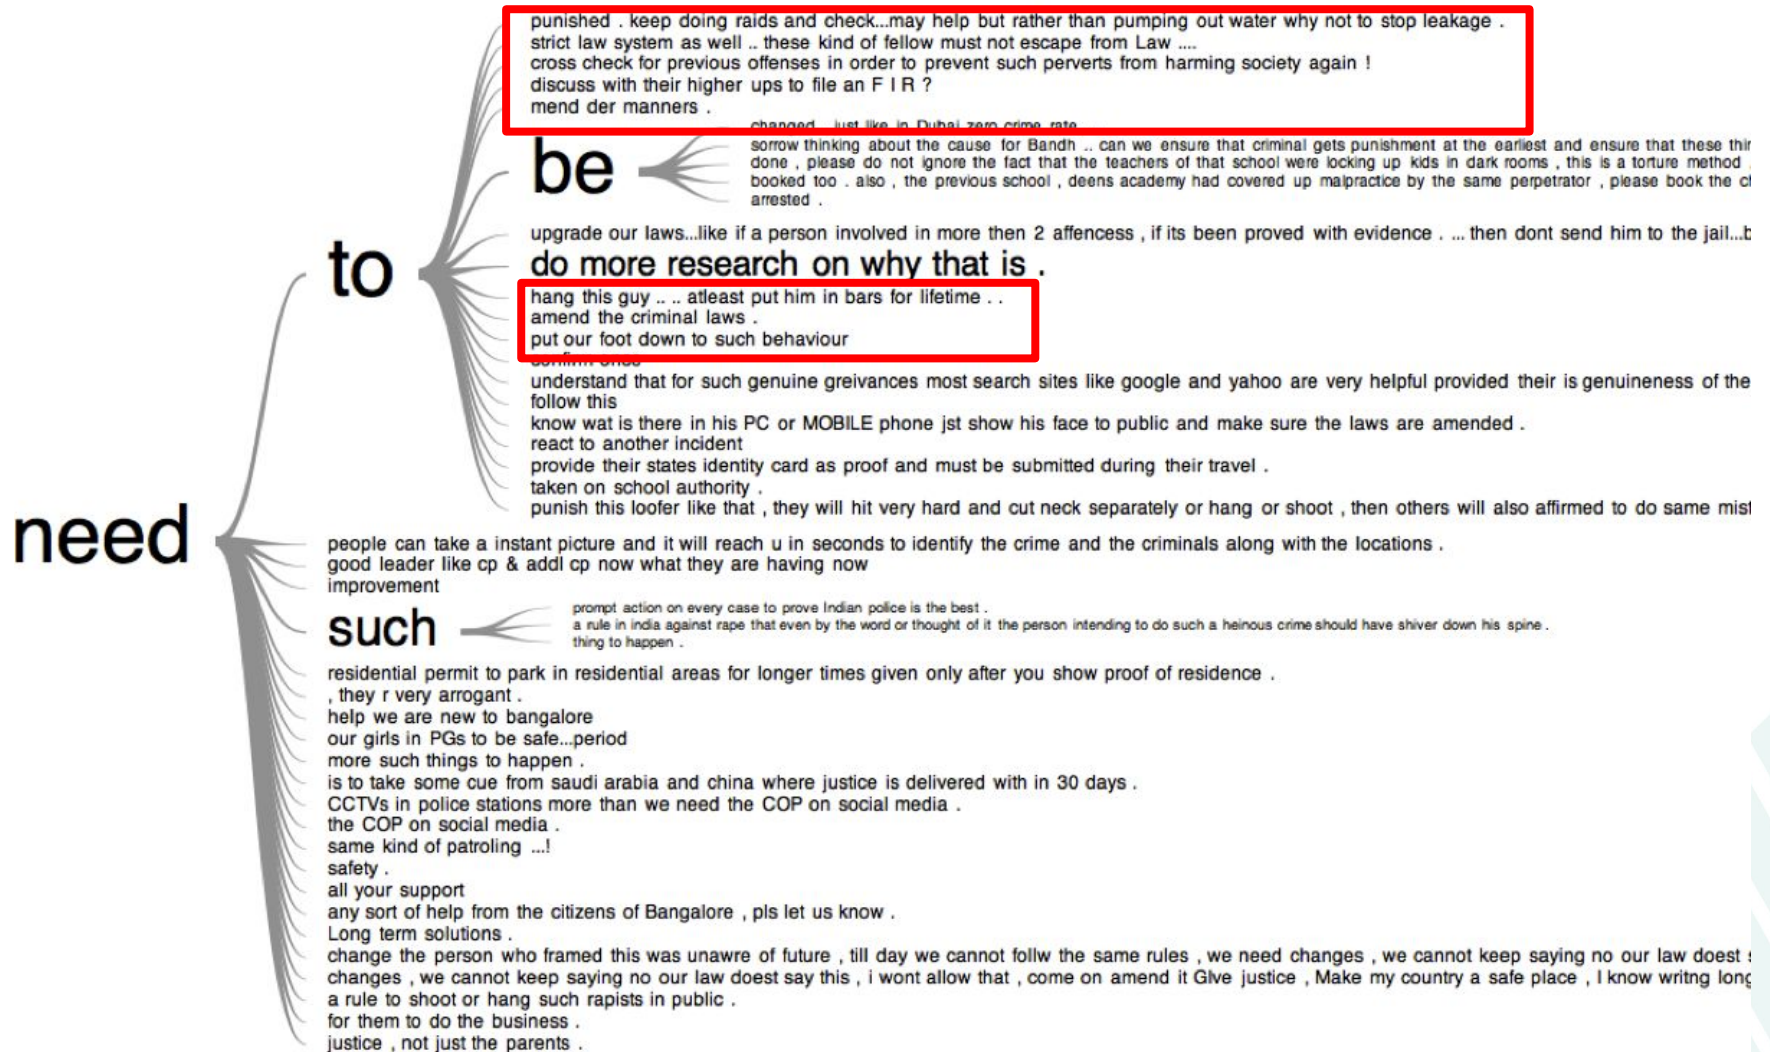 punished . keep doing raids and check...may help but rather than pumping out water why not to stop leakage .
strict law system as well .. these kind of fellow must not escape from Law ....
cross check for previous offenses in order to prevent such perverts from harming society again !
discuss with their higher ups to file an F I R ?
mend der manners .
changed just like in Dubai zero crime rate
be
sorrow thinking about the cause for Bandh .. can we ensure that criminal gets punishment at the earliest and ensure that these
done , please do not ignore the fact that the teachers of that school were locking up kids in dark rooms , this is a torture method
booked too . also , the previous school , deens academy had covered up malpractice by the same perpetrator , please book the
arrested .
to
upgrade our laws...like if a person involved in more then 2 affencess , if its been proved with evidence . ... then dont send him to the jail...
do more research on why that is .
hang this guy .. .. atleast put him in bars for lifetime . .
amend the criminal laws .
put our foot down to such behaviour
understand that for such genuine greivances most search sites like google and yahoo are very helpful provided their is genuineness of the
follow this
know wat is there in his PC or MOBILE phone jst show his face to public and make sure the laws are amended .
react to another incident
provide their states identity card as proof and must be submitted during their travel .
taken on school authority .
punish this loofer like that , they will hit very hard and cut neck separately or hang or shoot , then others will also affirmed to do same
need
people can take a instant picture and it will reach u in seconds to identify the crime and the criminals along with the locations .
good leader like cp & addl cp now what they are having now
improvement
such
prompt action on every case to prove Indian police is the best .
a rule in india against rape that even by the word or thought of it the person intending to do such a heinous crime should have shiver down his spine .
thing to happen .
residential permit to park in residential areas for longer times given only after you show proof of residence .
, they r very arrogant .
help we are new to bangalore
our girls in PGs to be safe...period
more such things to happen .
is to take some cue from saudi arabia and china where justice is delivered with in 30 days .
CCTVs in police stations more than we need the COP on social media .
the COP on social media .
same kind of patroling ...!
safety .
all your support
any sort of help from the citizens of Bangalore , pls let us know .
Long term solutions .
change the person who framed this was unawre of future , till day we cannot follw the same rules , we need changes , we cannot keep saying no our law doest
changes , we cannot keep saying no our law doest say this , i wont allow that , come on amend it GIve justice , Make my country a safe place , I know writng long
a rule to shoot or hang such rapists in public .
for them to do the business .
justice , not just the parents .